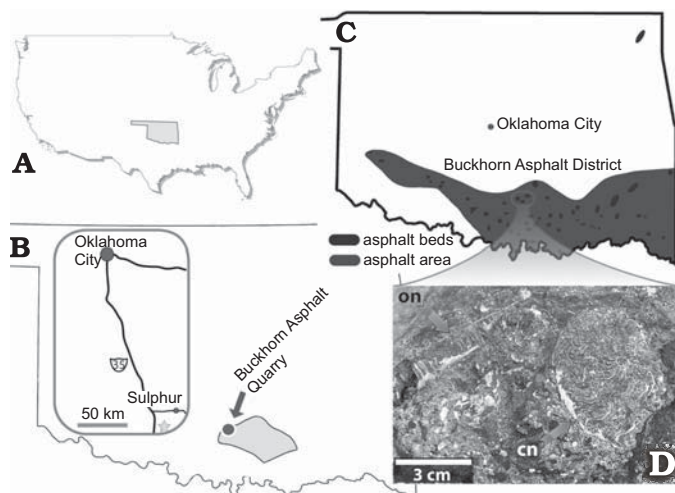 A
B
Oklahoma
City
35
Sulphur
50 km
Buckhorn Asphalt
Quarry
C
Oklahoma City
Buckhorn Asphalt District
asphalt beds
asphalt area
on
cn
3 cm
D